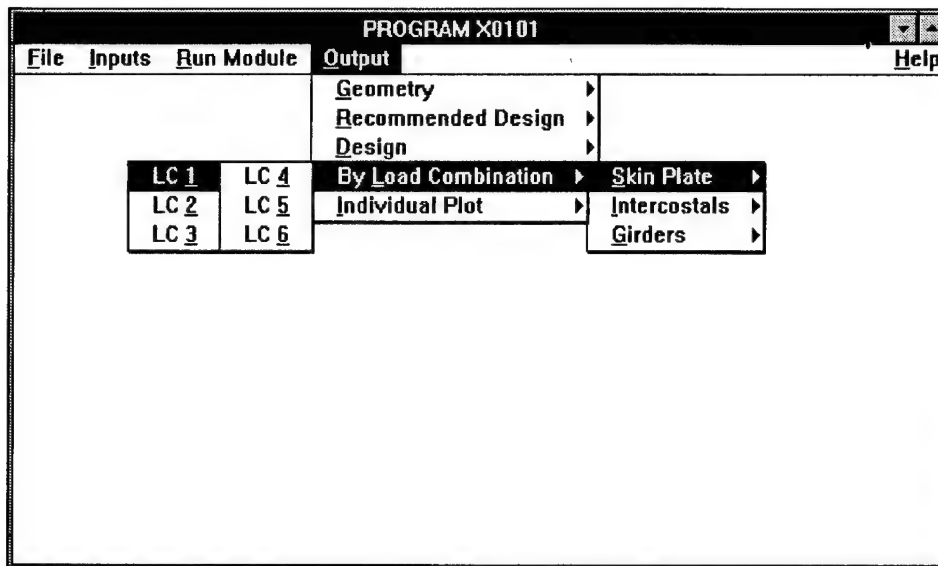 PROGRAM X0101
File Inputs Run Module Output Help
Geometry
Recommended Design
Design
By Load Combination
Individual Plot
LC 1 LC 4
LC 2 LC 5
LC 3 LC 6
Skin Plate
Intercostals
Girders